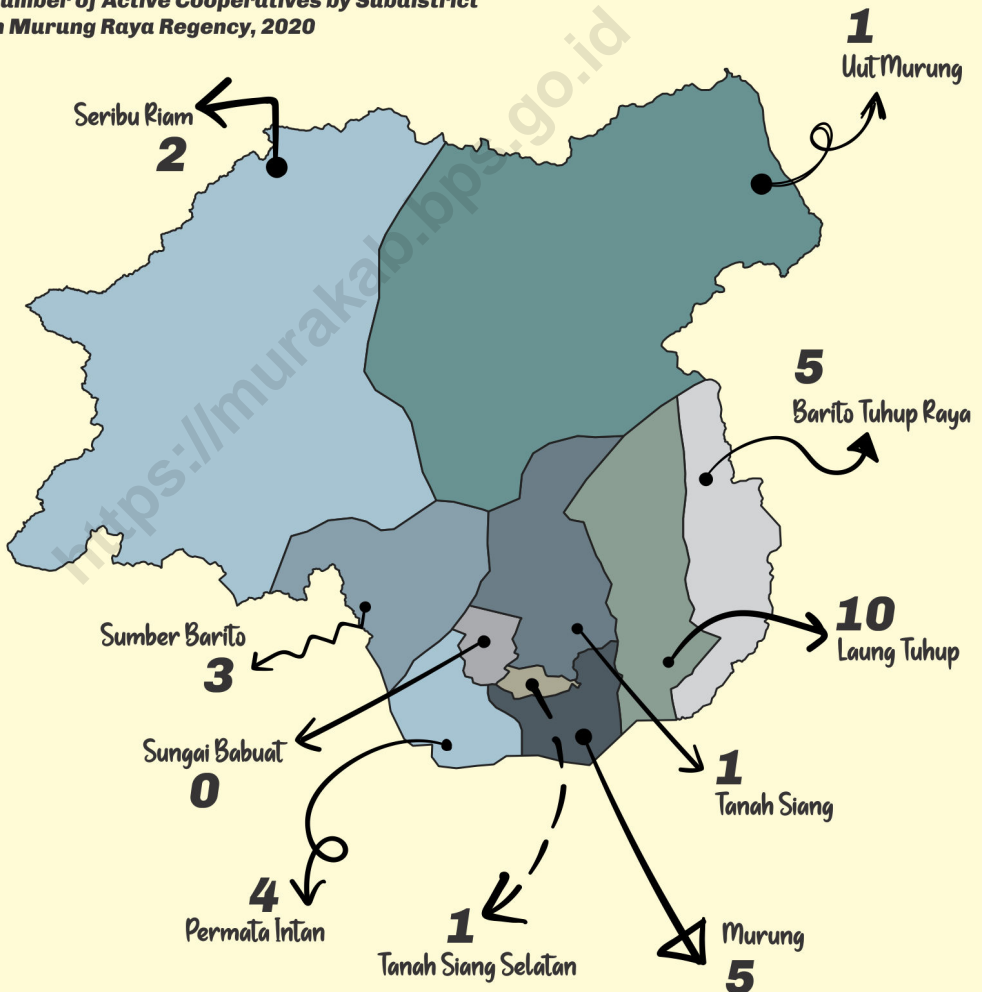 of Active Cooperatives by Subdistrict
Murung Raya Regency, 2020
1
Uut Murung
Seribu Riam
2
https://murakab.bps.go.id
5
Barito Tuhup Raya
10
Laung Tuhup
Sumber Barito
3
Sungai Babuat
0
1
Tanah Siang
4
Permata Intan
1
Tanah Siang Selatan
Murung
5